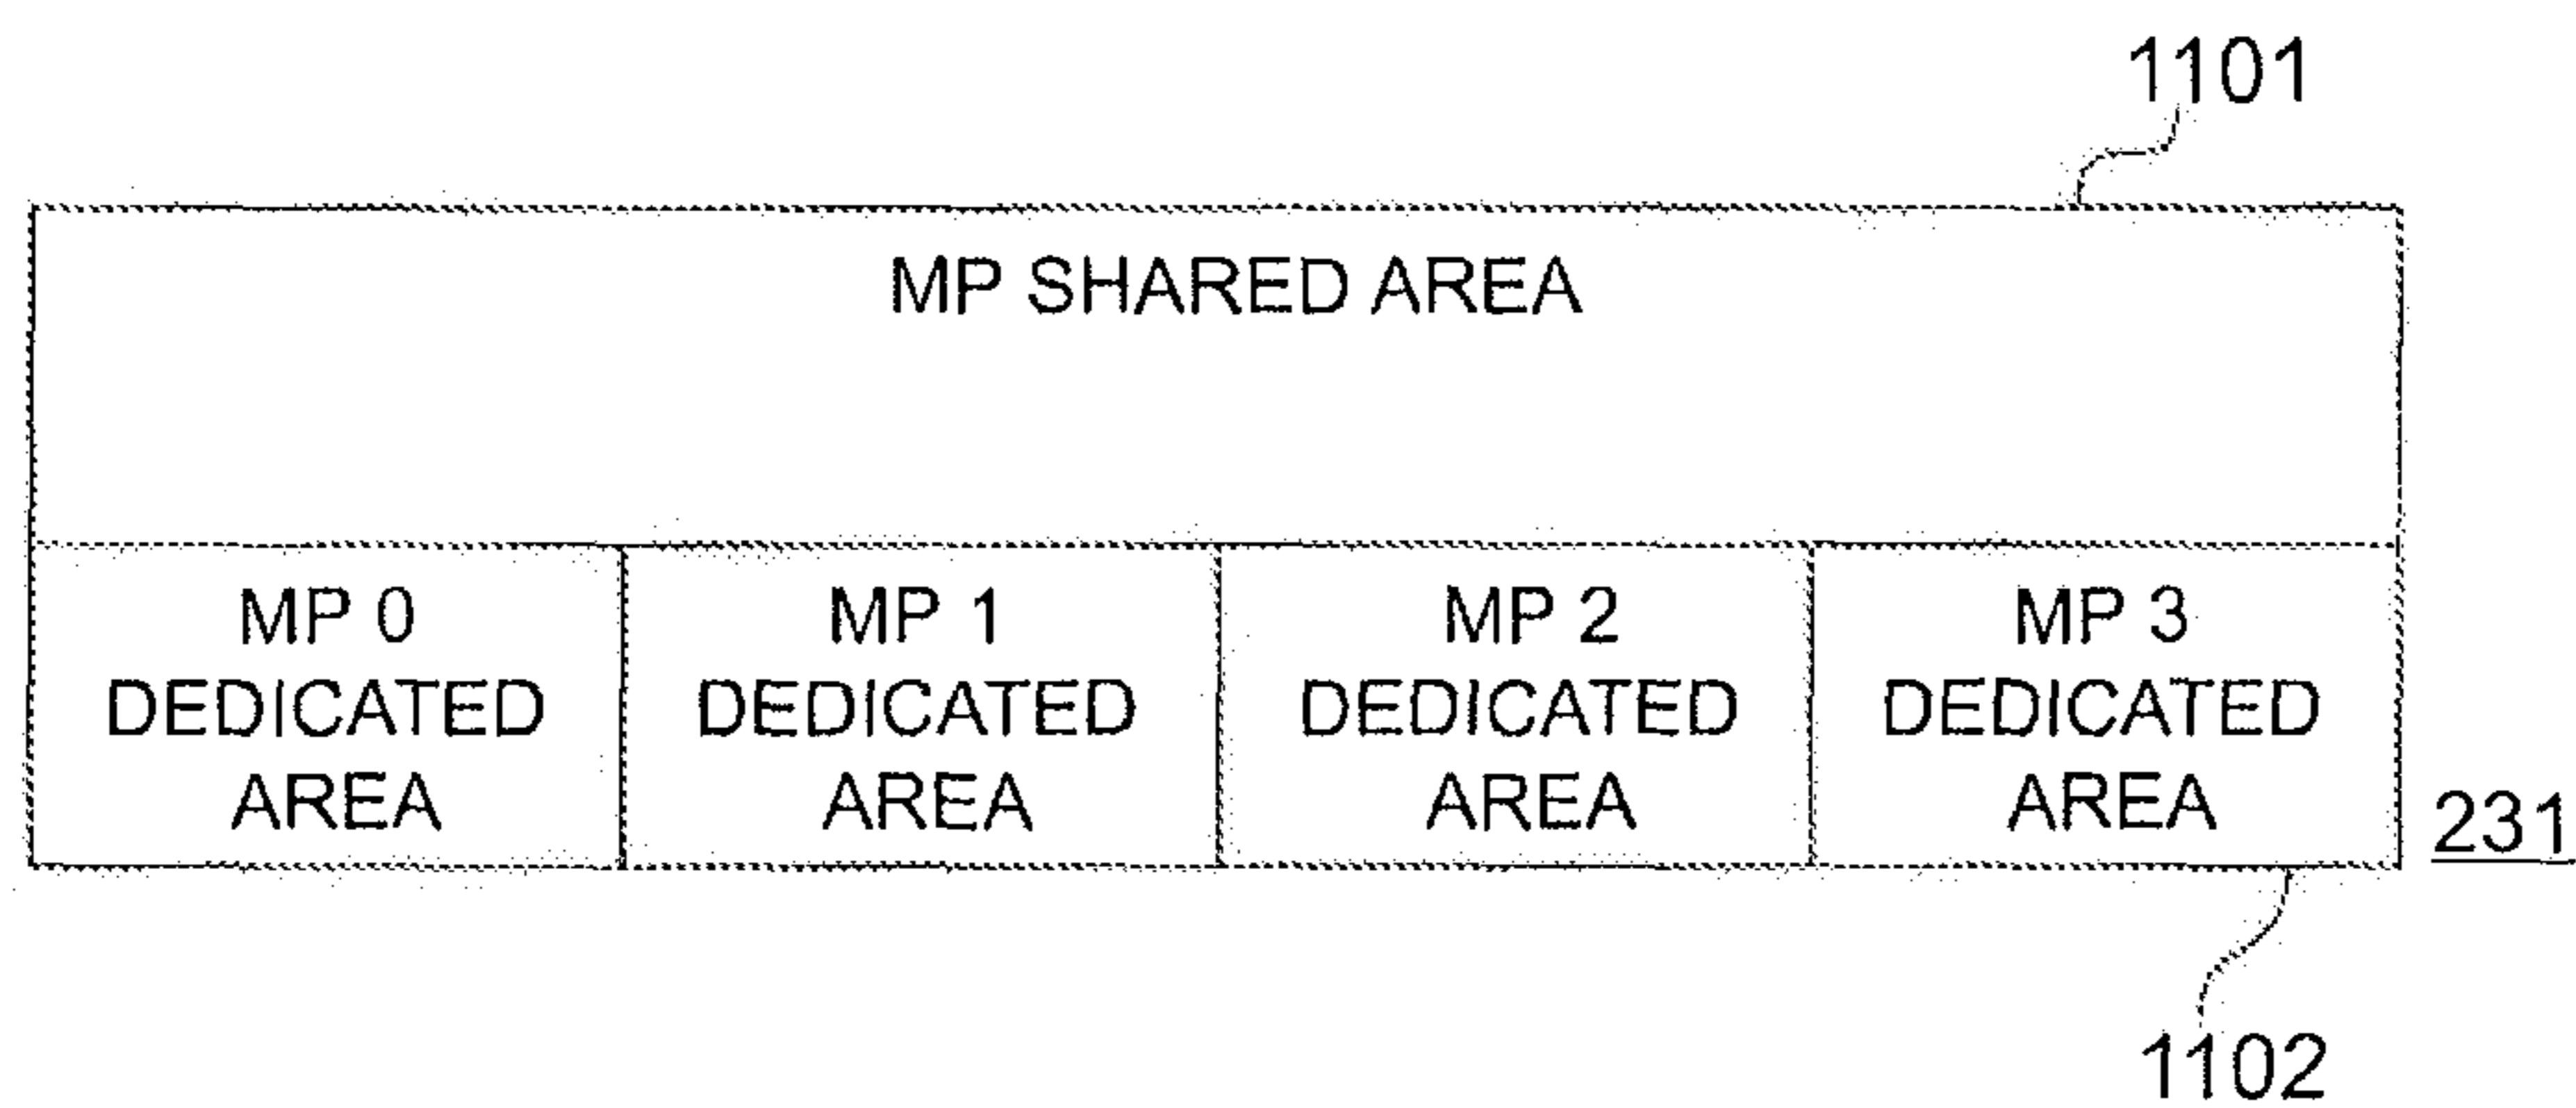 1101
MP SHARED AREA
MP 0
DEDICATED
AREA
MP 1
DEDICATED
AREA
MP 2
DEDICATED
AREA
MP 3
DEDICATED
AREA
231
1102